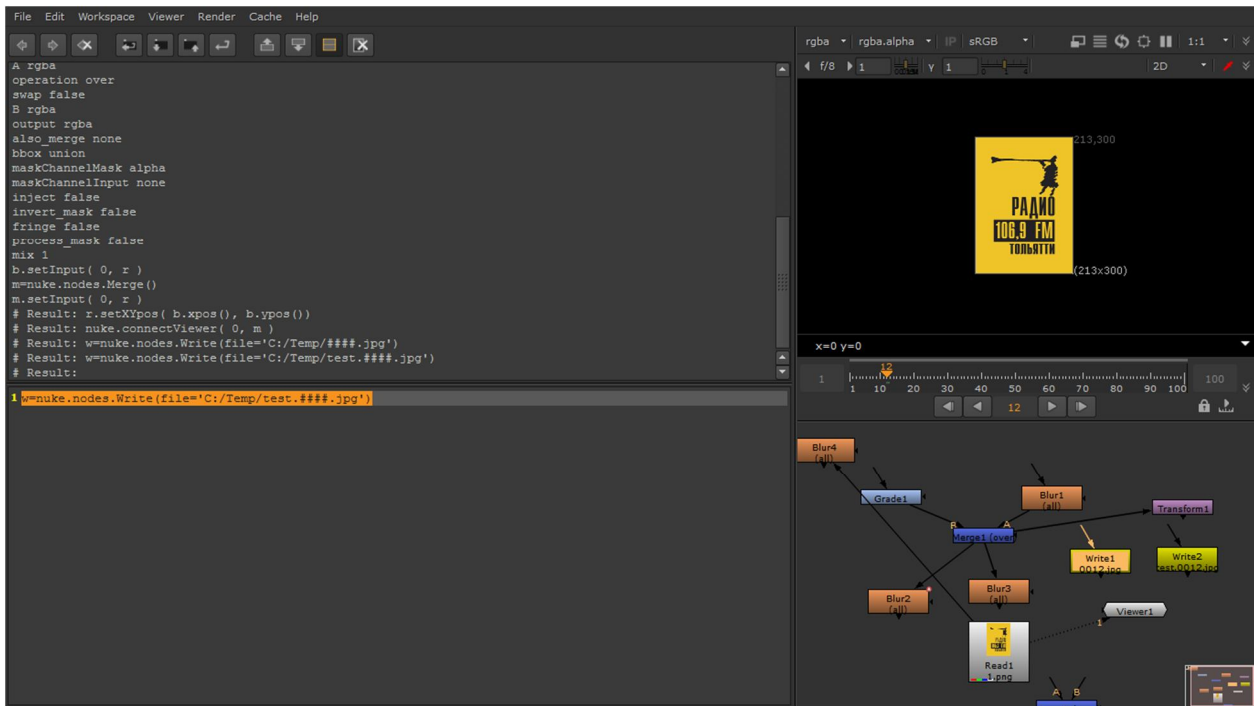 File Edit Workspace Viewer Render Cache Help
A rgba
operation over
swap false
B rgba
output rgba
also_merge none
bbox union
maskChannelMask alpha
maskChannelInput none
inject false
invert_mask false
fringe false
process_mask false
mix 1
b.setInput( 0, r )
m=nuke.nodes.Merge()
m.setInput( 0, r )
# Result: r.setXYpos( b.xpos(), b.ypos())
# Result: nuke.connectViewer( 0, m )
# Result: w=nuke.nodes.Write(file='C:/Temp/####.jpg')
# Result: w=nuke.nodes.Write(file='C:/Temp/test.####.jpg')
# Result:
1 w=nuke.nodes.Write(file='C:/Temp/test.####.jpg')
rgba rgba.alpha IP sRGB 1:1
f/8 1 Y 1 2D
213,300
РАДИО
106,9 FM
ТОЛЬЯТТИ
(213x300)
x=0 y=0
12
1 1 10 20 30 40 50 60 70 80 90 100 100
12
Blur4
(all)
Grade1
Blur1
(all)
Transform1
B A
Merge1 (over
Write1
0012.jpg
Write2
test.0012.jpg
Blur2
(all)
Blur3
(all)
Viewer1
1
Read1
1.png
A B